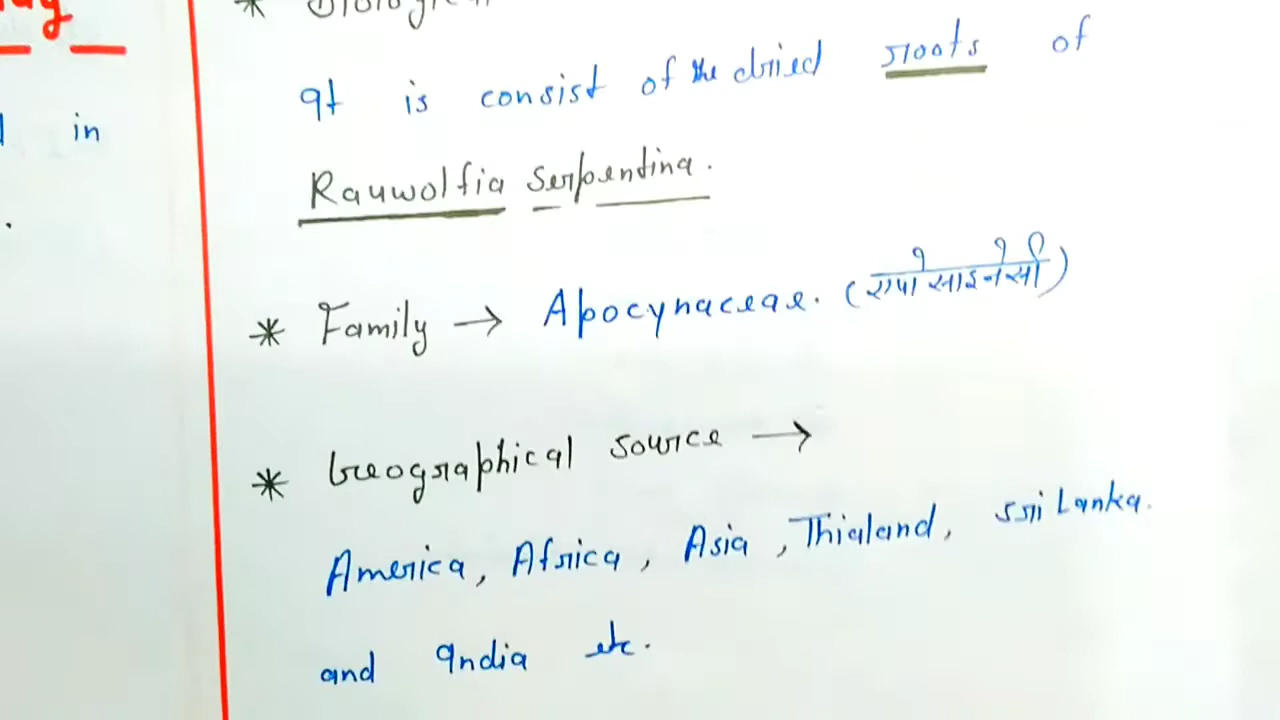 in
It is consist of the dried roots of
Rauwolfia serpentina.
* Family → Apocynaceae. (एपोसाइनेसी)
* Geographical source →
America, Africa, Asia, Thialand, Sri Lanka.
and India etc.